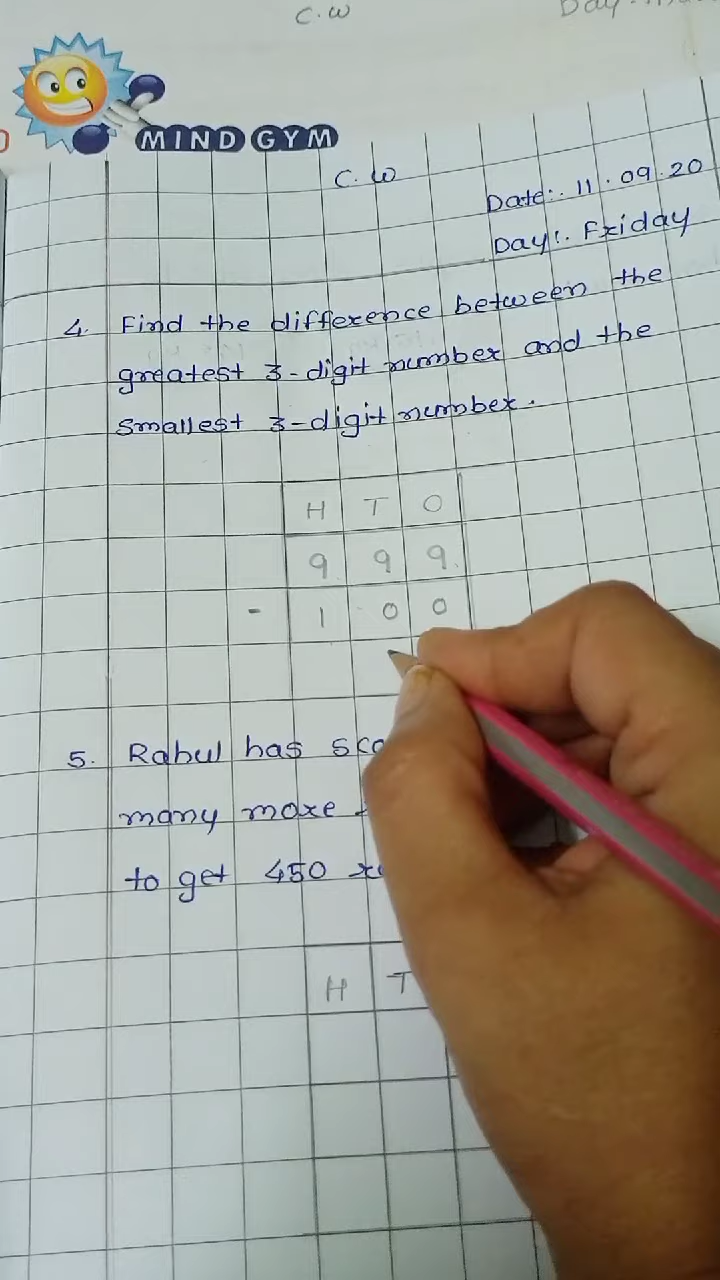 C.W
Day
MIND GYM
C.W
Date:. 11.09.20
Day:. Friday
4. Find the difference between the
greatest 3-digit number and the
smallest 3-digit number.
H T O
9 9 9
- 1 0 0
5. Rahul has
many more
to get 450
H T